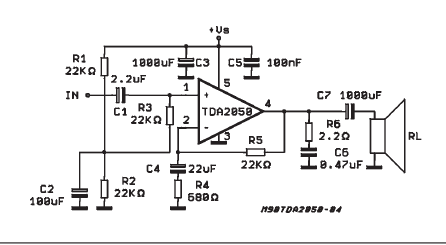 +Vs
R1
22KΩ
1000uF
C3
C5
100nF
2.2uF
IN
C1
R3
22KΩ
1
+
5
TDA2050
4
2
-
3
C7 1000uF
R6
2.2Ω
RL
R5
22KΩ
C6
0.47uF
C4
22uF
R4
680Ω
C2
100uF
R2
22KΩ
M90TDA2050-04